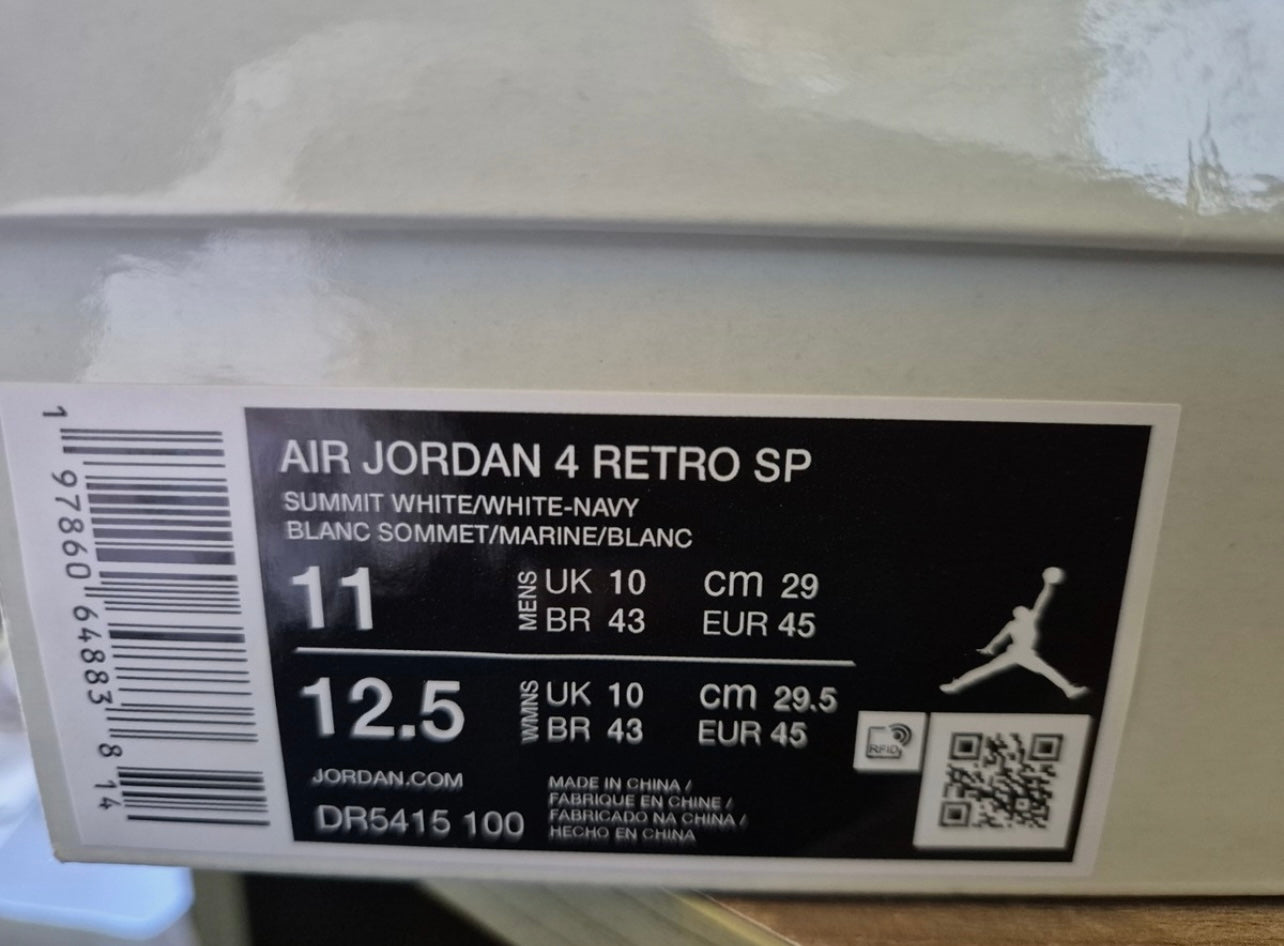 AIR JORDAN 4 RETRO SP
SUMMIT WHITE/WHITE-NAVY
BLANC SOMMET/MARINE/BLANC
11
MENS
UK 10 cm 29
BR 43 EUR 45
12.5
WMNS
UK 10 cm 29.5
BR 43 EUR 45
JORDAN.COM
DR5415 100
MADE IN CHINA /
FABRIQUE EN CHINE /
FABRICADO NA CHINA /
HECHO EN CHINA
RFID
1 97860 64883 8 14